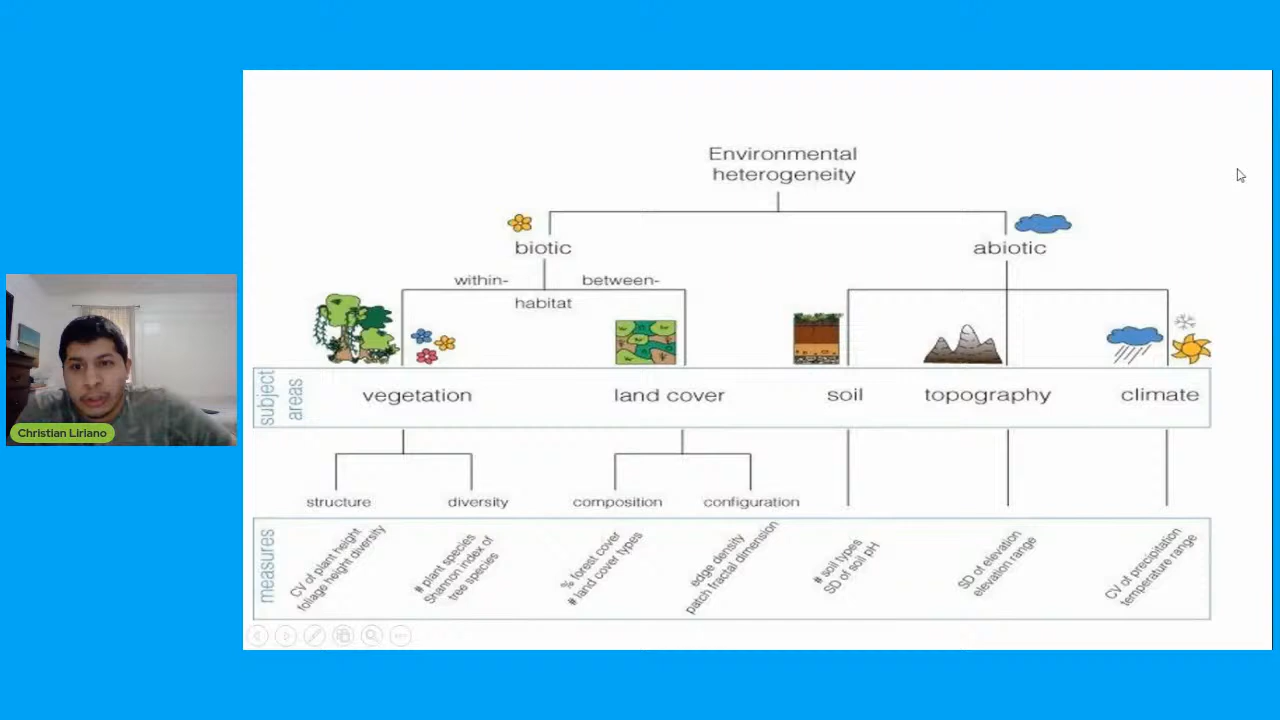 Environmental
heterogeneity
biotic
abiotic
within-
between-
habitat
subject
areas
vegetation
land cover
soil
topography
climate
structure
diversity
composition
configuration
measures
CV of plant height
foliage height diversity
# plant species
Shannon index of
tree species
% forest cover
# land cover types
edge density
patch fractal dimension
# soil types
SD of soil pH
SD of elevation
elevation range
CV of precipitation
temperature range
Christian Liriano